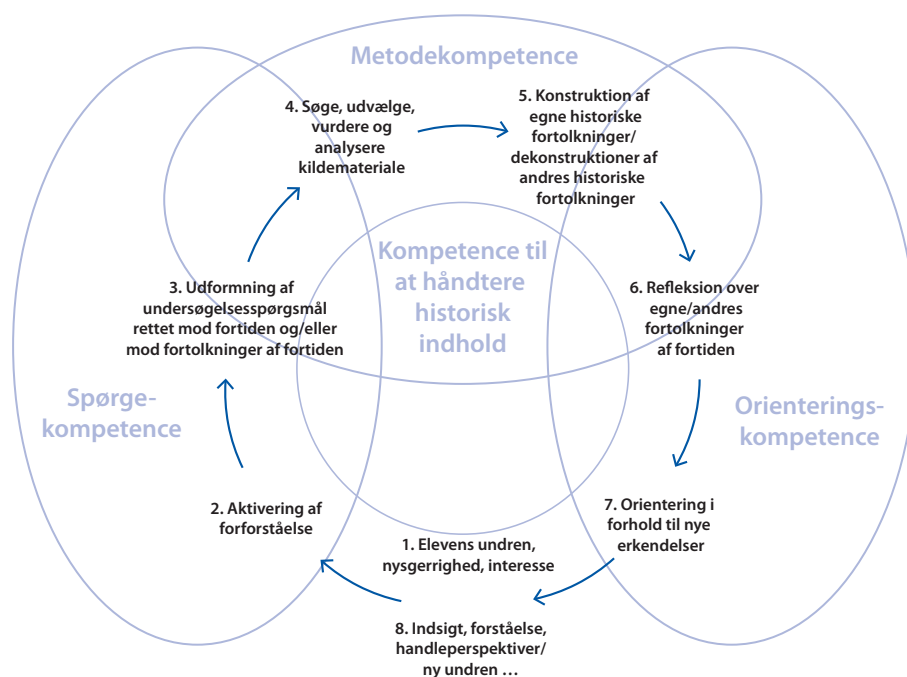 Metodekompetence
4. Søge, udvælge,
vurdere og
analysere
kildemateriale
5. Konstruktion af
egne historiske
fortolkninger/
dekonstruktioner af
andres historiske
fortolkninger
Kompetence til
at håndtere
historisk
indhold
3. Udformning af
undersøgelsesspørgsmål
rettet mod fortiden og/eller
mod fortolkninger af fortiden
6. Refleksion over
egne/andres
fortolkninger
af fortiden
Spørge-
kompetence
Orienterings-
kompetence
2. Aktivering af
forforståelse
7. Orientering i
forhold til nye
erkendelser
1. Elevens undren,
nysgerrighed, interesse
8. Indsigt, forståelse,
handleperspektiver/
ny undren …